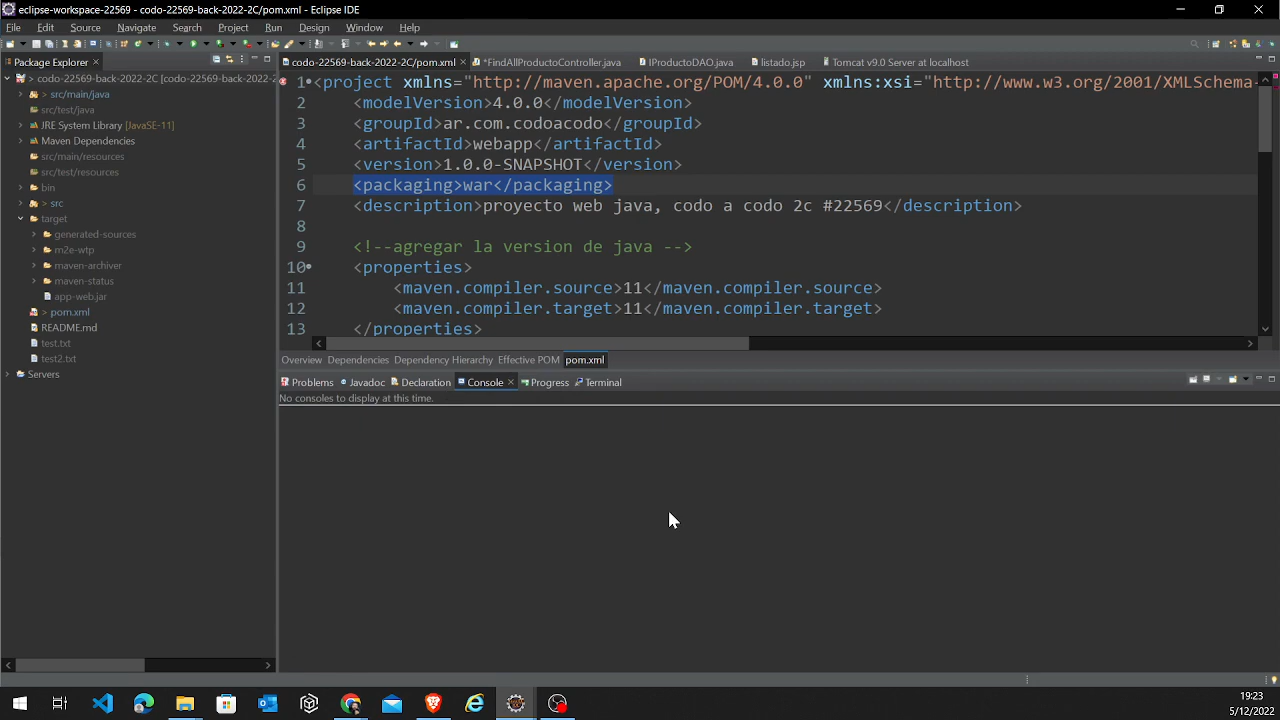 eclipse-workspace-22569 - codo-22569-back-2022-2C/pom.xml - Eclipse IDE
File Edit Source Navigate Search Project Run Design Window Help
Package Explorer
codo-22569-back-2022-2C/pom.xml *FindAllProductoController.java IProductoDAO.java listado.jsp Tomcat v9.0 Server at localhost
> codo-22569-back-2022-2C [codo-22569-back-2022-2
> src/main/java
src/test/java
JRE System Library [JavaSE-11]
Maven Dependencies
src/main/resources
src/test/resources
bin
> src
target
generated-sources
m2e-wtp
maven-archiver
maven-status
app-web.jar
> pom.xml
README.md
test.txt
test2.txt
Servers
1 <project xmlns="http://maven.apache.org/POM/4.0.0" xmlns:xsi="http://www.w3.org/2001/XMLSchema-
2 <modelVersion>4.0.0</modelVersion>
3 <groupId>ar.com.codoacodo</groupId>
4 <artifactId>webapp</artifactId>
5 <version>1.0.0-SNAPSHOT</version>
6 <packaging>war</packaging>
7 <description>proyecto web java, codo a codo 2c #22569</description>
8
9 <!--agregar la version de java -->
10 <properties>
11 <maven.compiler.source>11</maven.compiler.source>
12 <maven.compiler.target>11</maven.compiler.target>
13 </properties>
Overview Dependencies Dependency Hierarchy Effective POM pom.xml
Problems Javadoc Declaration Console Progress Terminal
No consoles to display at this time.
19:23
5/12/2022